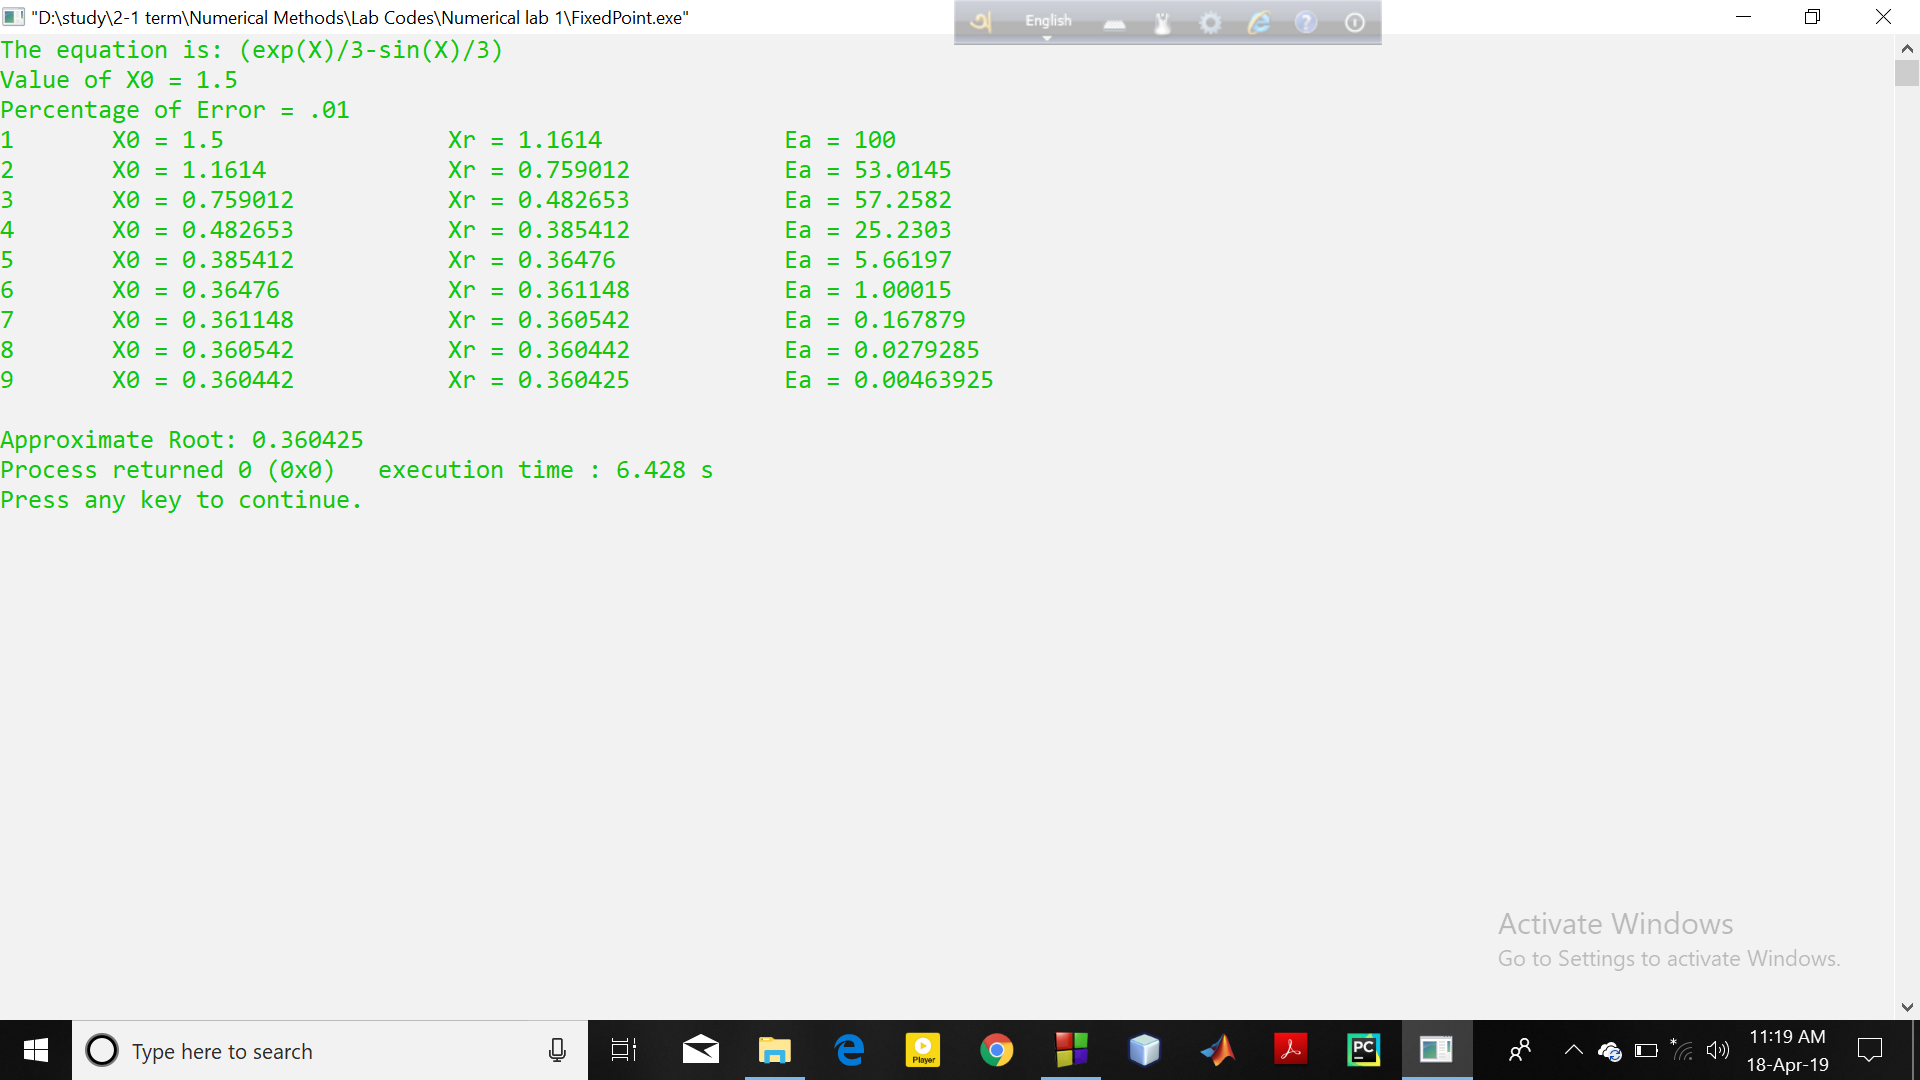 "D:\study\2-1 term\Numerical Methods\Lab Codes\Numerical lab 1\FixedPoint.exe"
অ English
The equation is: (exp(X)/3-sin(X)/3)
Value of X0 = 1.5
Percentage of Error = .01
1 X0 = 1.5 Xr = 1.1614 Ea = 100
2 X0 = 1.1614 Xr = 0.759012 Ea = 53.0145
3 X0 = 0.759012 Xr = 0.482653 Ea = 57.2582
4 X0 = 0.482653 Xr = 0.385412 Ea = 25.2303
5 X0 = 0.385412 Xr = 0.36476 Ea = 5.66197
6 X0 = 0.36476 Xr = 0.361148 Ea = 1.00015
7 X0 = 0.361148 Xr = 0.360542 Ea = 0.167879
8 X0 = 0.360542 Xr = 0.360442 Ea = 0.0279285
9 X0 = 0.360442 Xr = 0.360425 Ea = 0.00463925
Approximate Root: 0.360425
Process returned 0 (0x0) execution time : 6.428 s
Press any key to continue.
Activate Windows
Go to Settings to activate Windows.
Type here to search
Player
PC
11:19 AM
18-Apr-19